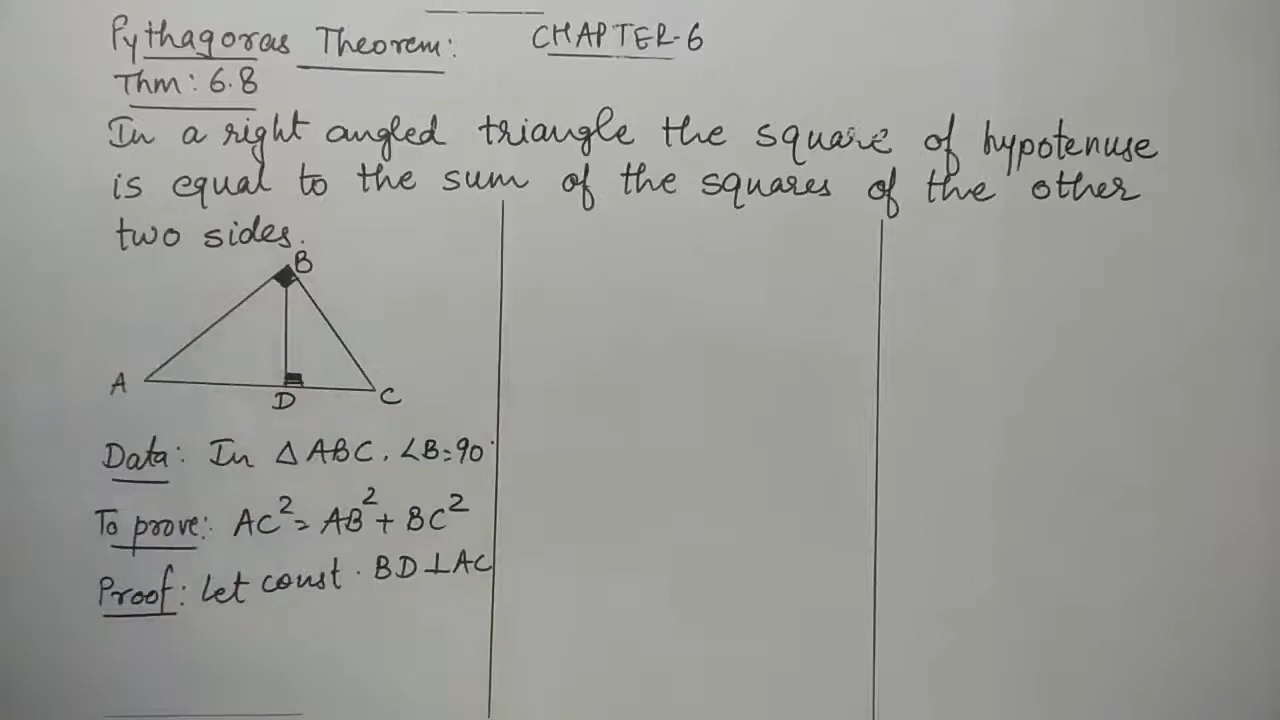 Pythagoras Theorem: CHAPTER-6
Thm: 6.8
In a right angled triangle the square of hypotenuse
is equal to the sum of the squares of the other
two sides.
B
A
D
C
Data: In △ ABC. ∠B=90°
To prove: AC²= AB²+ BC²
Proof: Let const. BD⊥AC